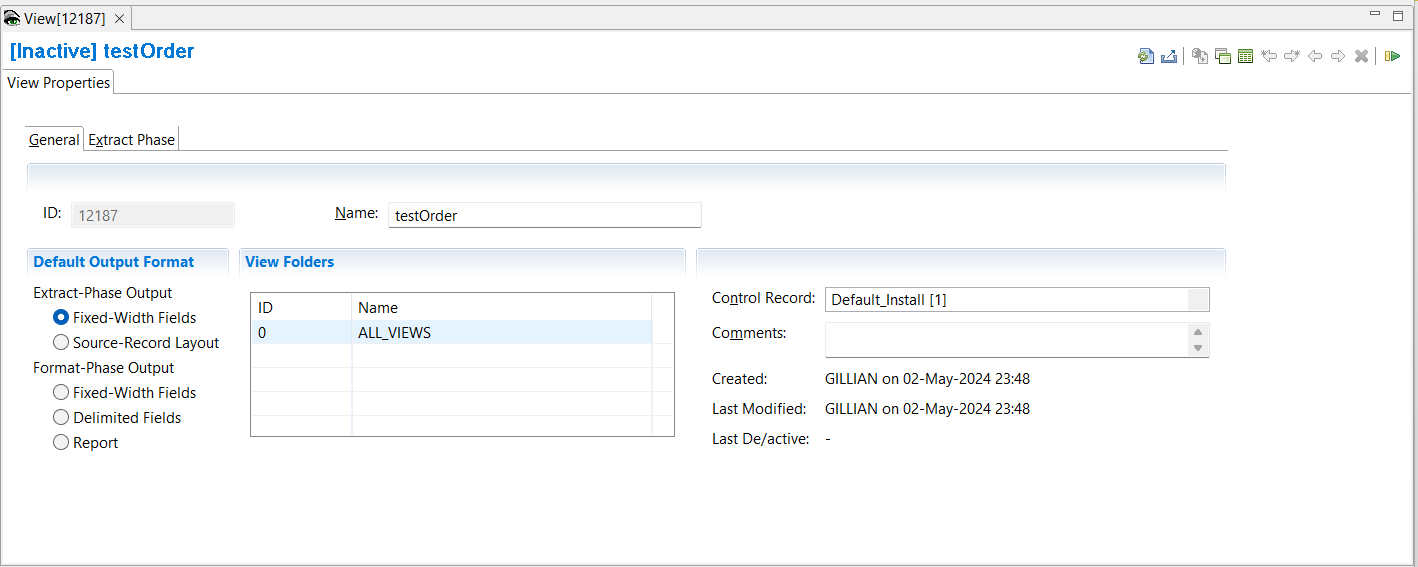 View[12187]
[Inactive] testOrder
View Properties
General Extract Phase
ID: 12187 Name: testOrder
Default Output Format View Folders
Extract-Phase Output
Fixed-Width Fields
Source-Record Layout
Format-Phase Output
Fixed-Width Fields
Delimited Fields
Report
ID Name
0 ALL_VIEWS
Control Record: Default_Install [1]
Comments:
Created: GILLIAN on 02-May-2024 23:48
Last Modified: GILLIAN on 02-May-2024 23:48
Last De/active: -